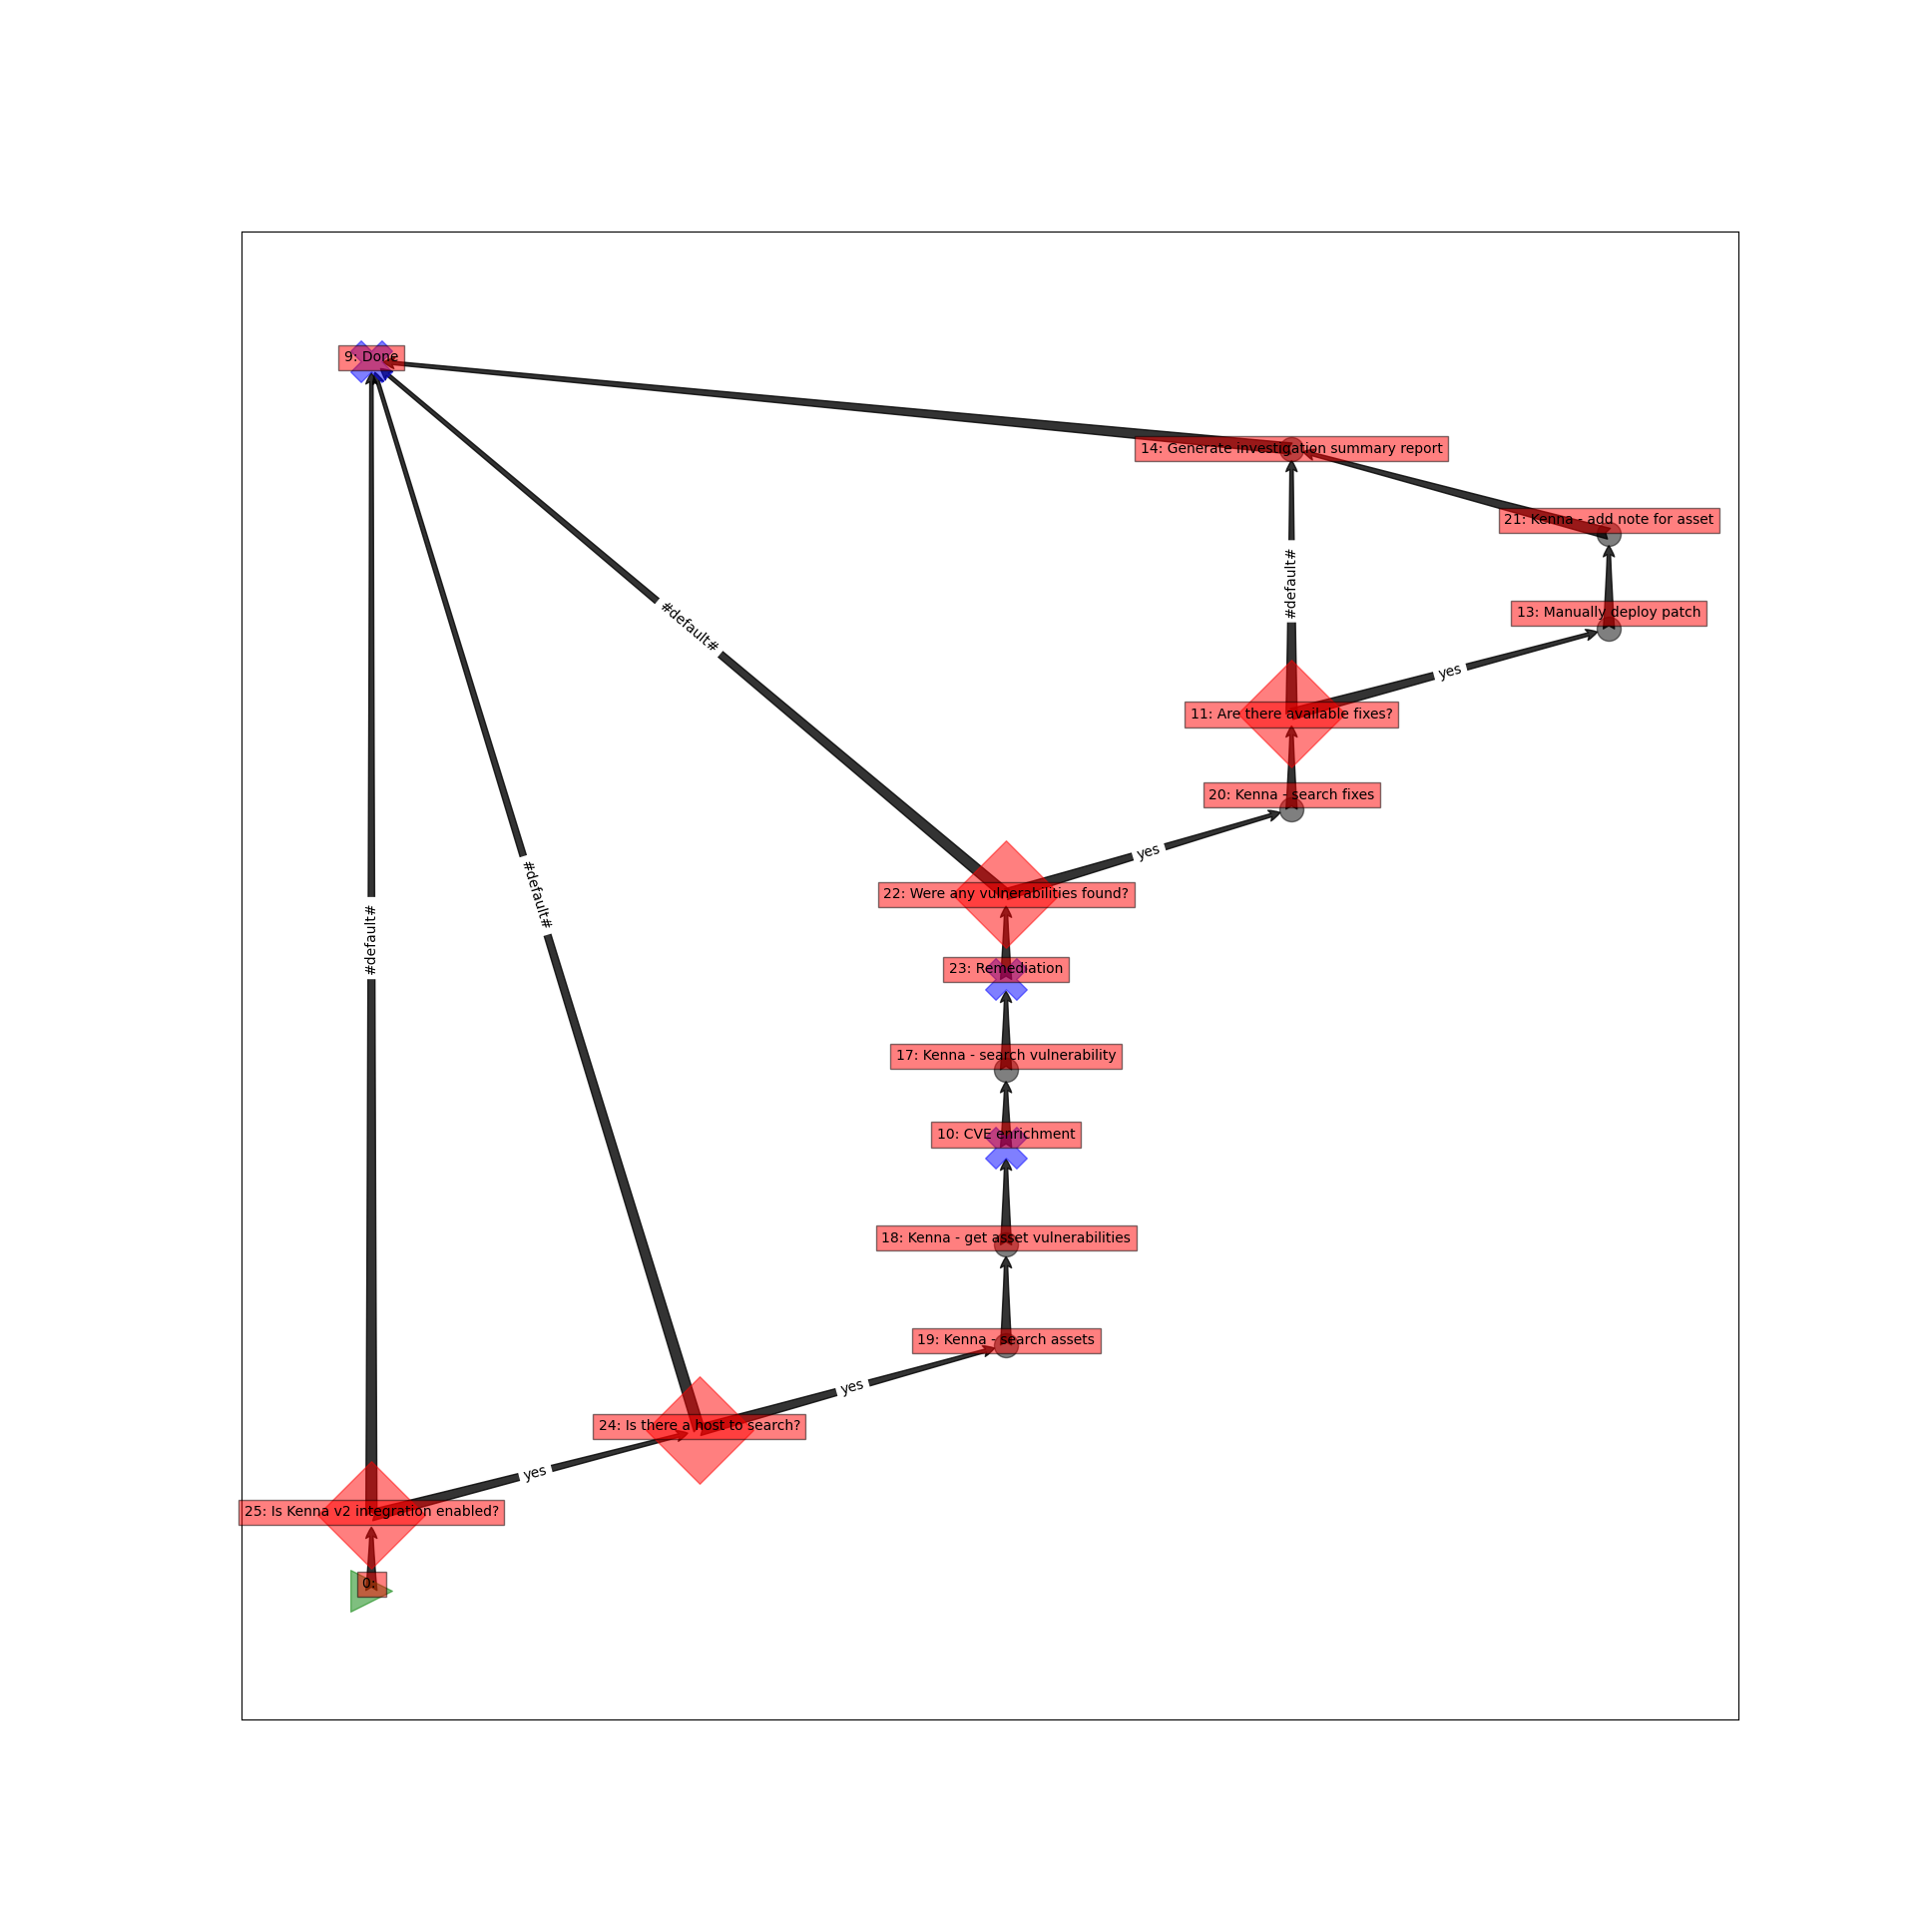 9: Done
14: Generate investigation summary report
21: Kenna - add note for asset
#default#
13: Manually deploy patch
#default#
yes
11: Are there available fixes?
20: Kenna - search fixes
yes
22: Were any vulnerabilities found?
#default#
#default#
23: Remediation
17: Kenna - search vulnerability
10: CVE enrichment
18: Kenna - get asset vulnerabilities
19: Kenna - search assets
yes
24: Is there a host to search?
yes
25: Is Kenna v2 integration enabled?
0: